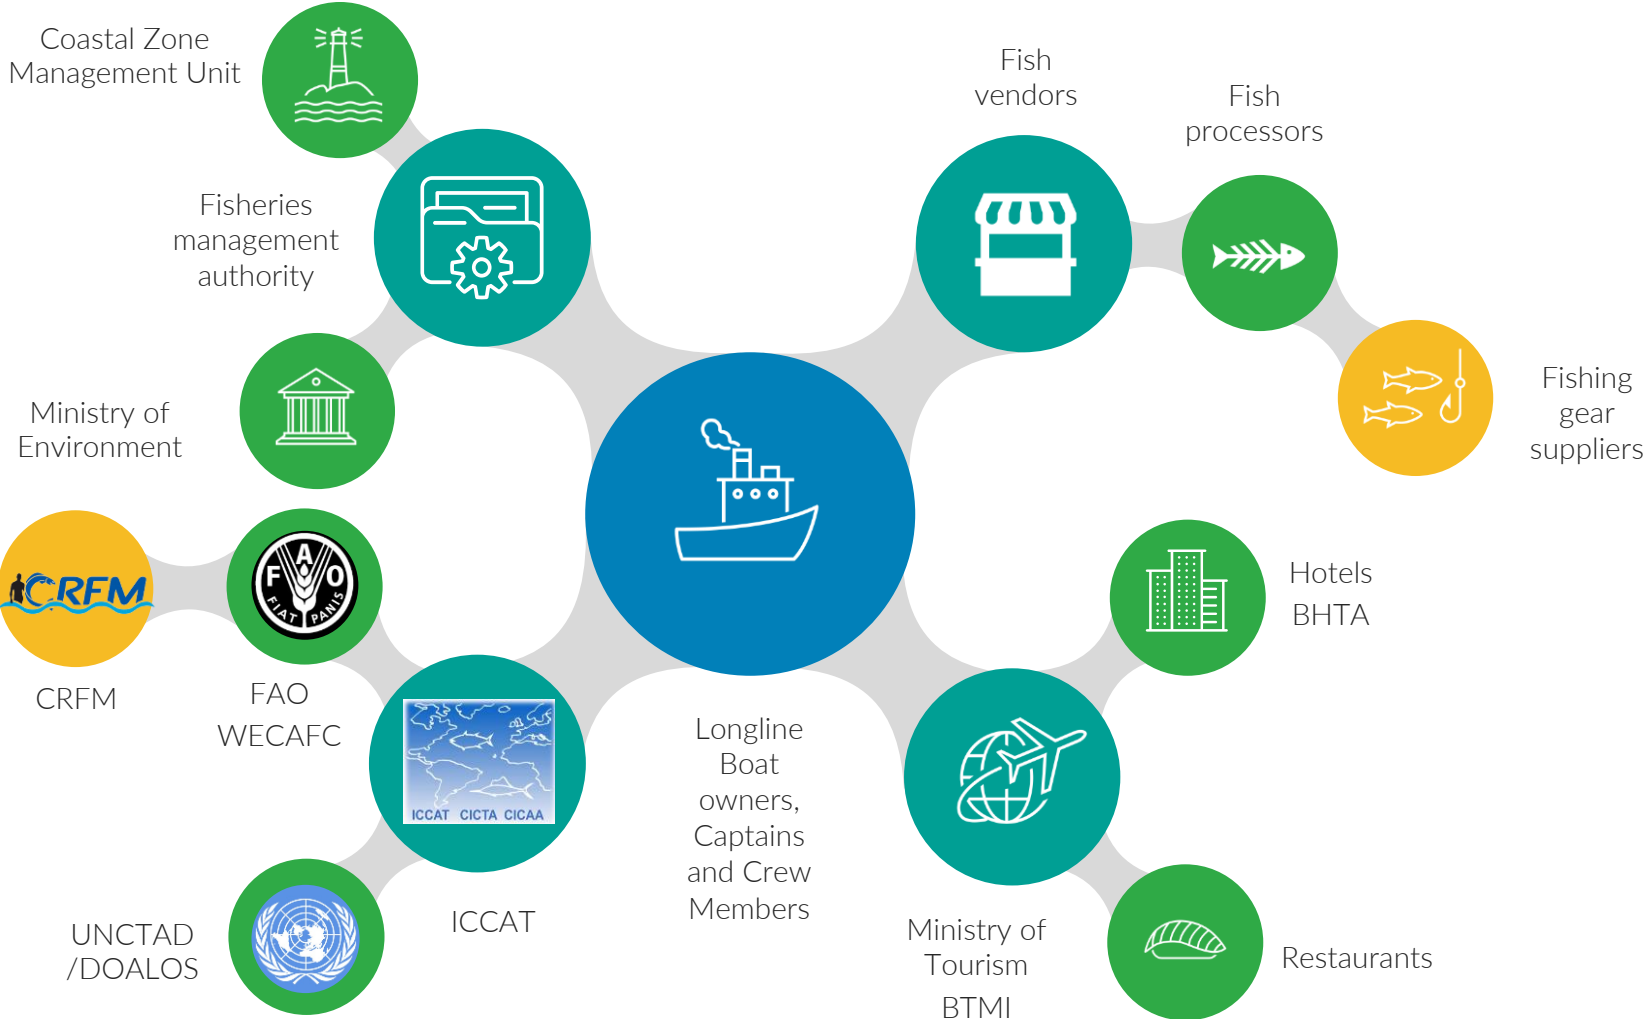 Coastal Zone
Management Unit
Fisheries
management
authority
Ministry of
Environment
Fish
vendors
Fish
processors
Fishing
gear
suppliers
CRFM
CRFM
F A O
FIAT PANIS
FAO
WECAFC
ICCAT CICTA CICAA
ICCAT
UNCTAD
/DOALOS
Longline
Boat
owners,
Captains
and Crew
Members
Hotels
BHTA
Ministry of
Tourism
BTMI
Restaurants